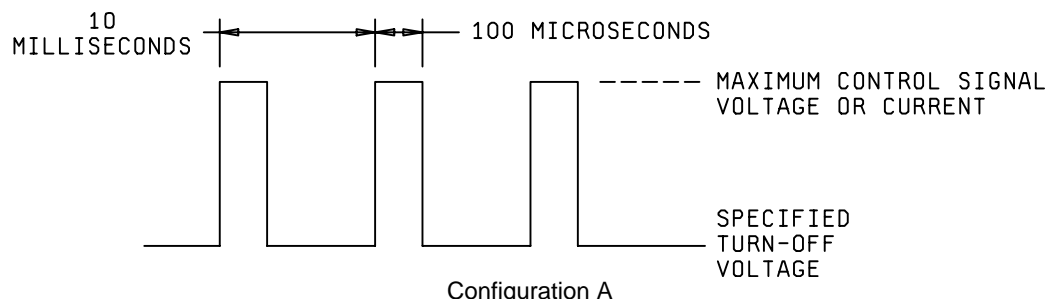 10
MILLISECONDS
100 MICROSECONDS
MAXIMUM CONTROL SIGNAL
VOLTAGE OR CURRENT
SPECIFIED
TURN-OFF
VOLTAGE
Configuration A